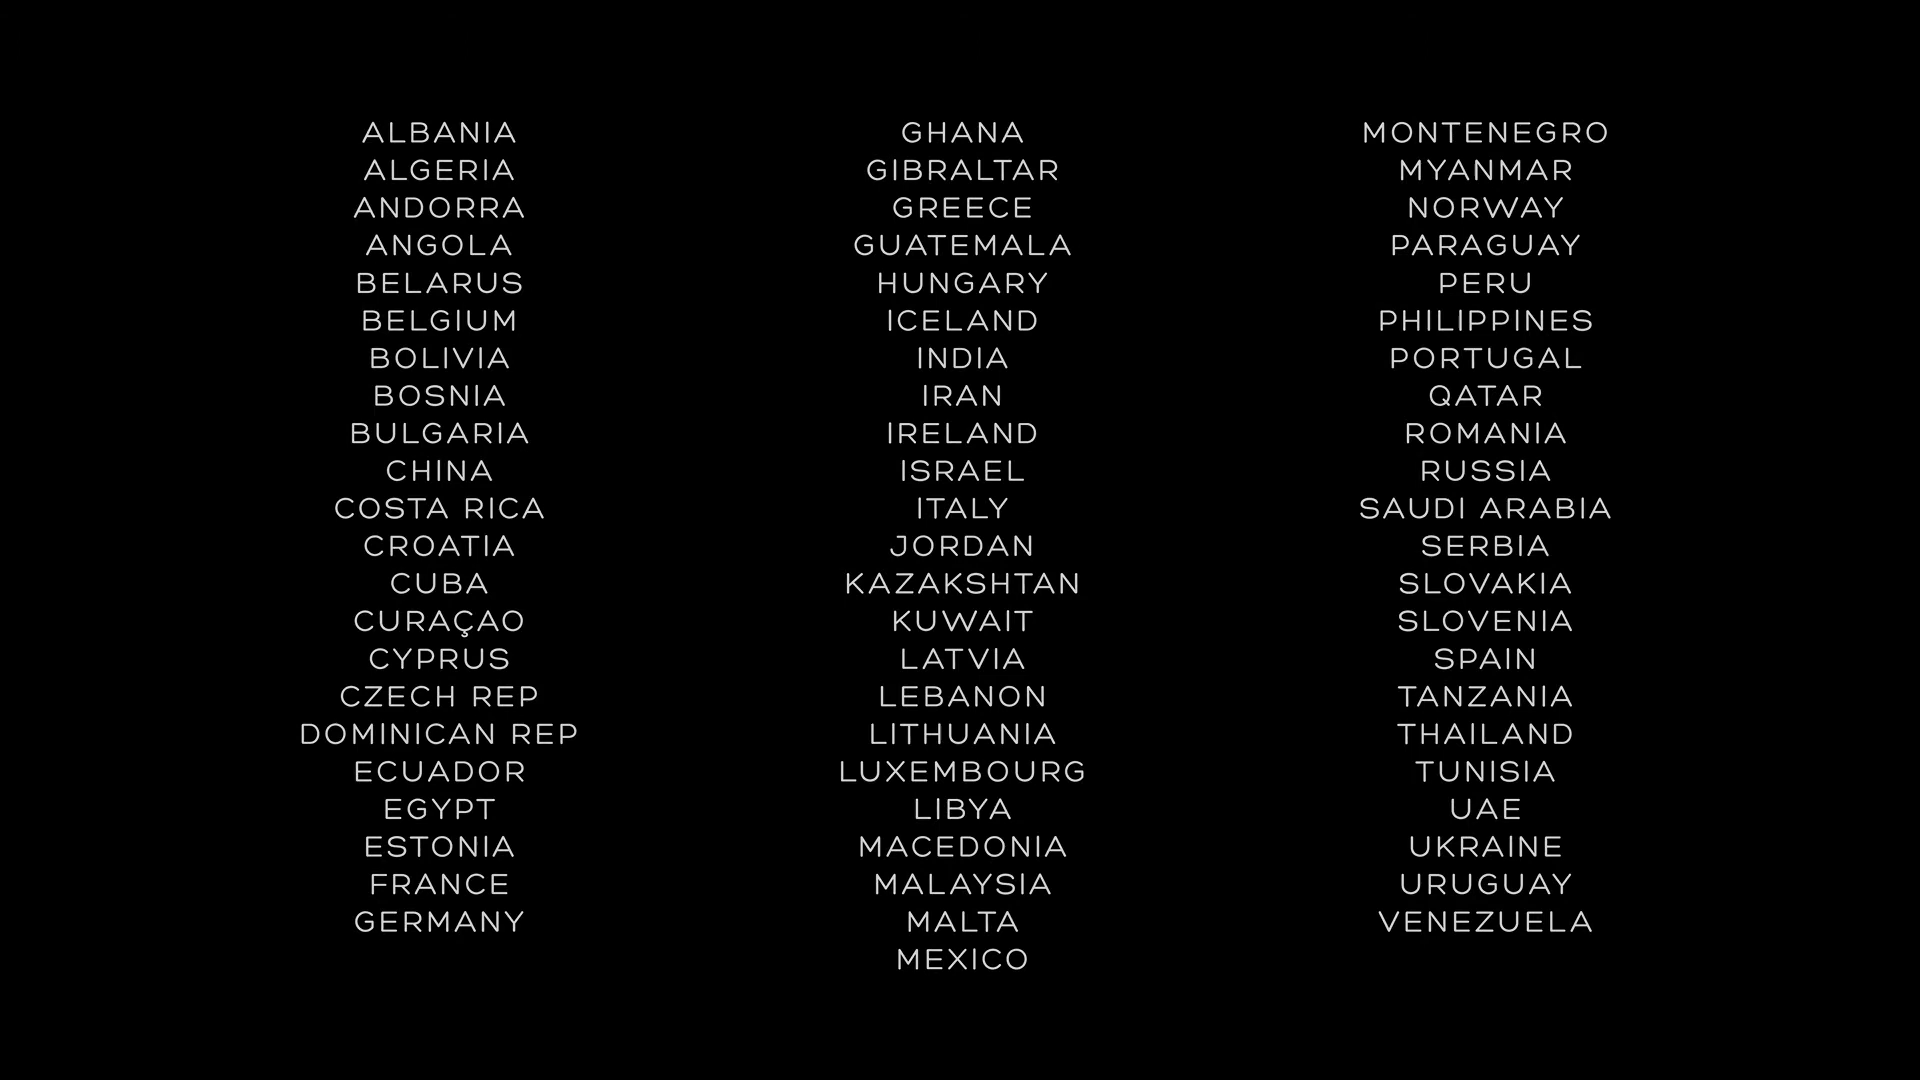 ALBANIA
ALGERIA
ANDORRA
ANGOLA
BELARUS
BELGIUM
BOLIVIA
BOSNIA
BULGARIA
CHINA
COSTA RICA
CROATIA
CUBA
CURAÇAO
CYPRUS
CZECH REP
DOMINICAN REP
ECUADOR
EGYPT
ESTONIA
FRANCE
GERMANY
GHANA
GIBRALTAR
GREECE
GUATEMALA
HUNGARY
ICELAND
INDIA
IRAN
IRELAND
ISRAEL
ITALY
JORDAN
KAZAKSHTAN
KUWAIT
LATVIA
LEBANON
LITHUANIA
LUXEMBOURG
LIBYA
MACEDONIA
MALAYSIA
MALTA
MEXICO
MONTENEGRO
MYANMAR
NORWAY
PARAGUAY
PERU
PHILIPPINES
PORTUGAL
QATAR
ROMANIA
RUSSIA
SAUDI ARABIA
SERBIA
SLOVAKIA
SLOVENIA
SPAIN
TANZANIA
THAILAND
TUNISIA
UAE
UKRAINE
URUGUAY
VENEZUELA